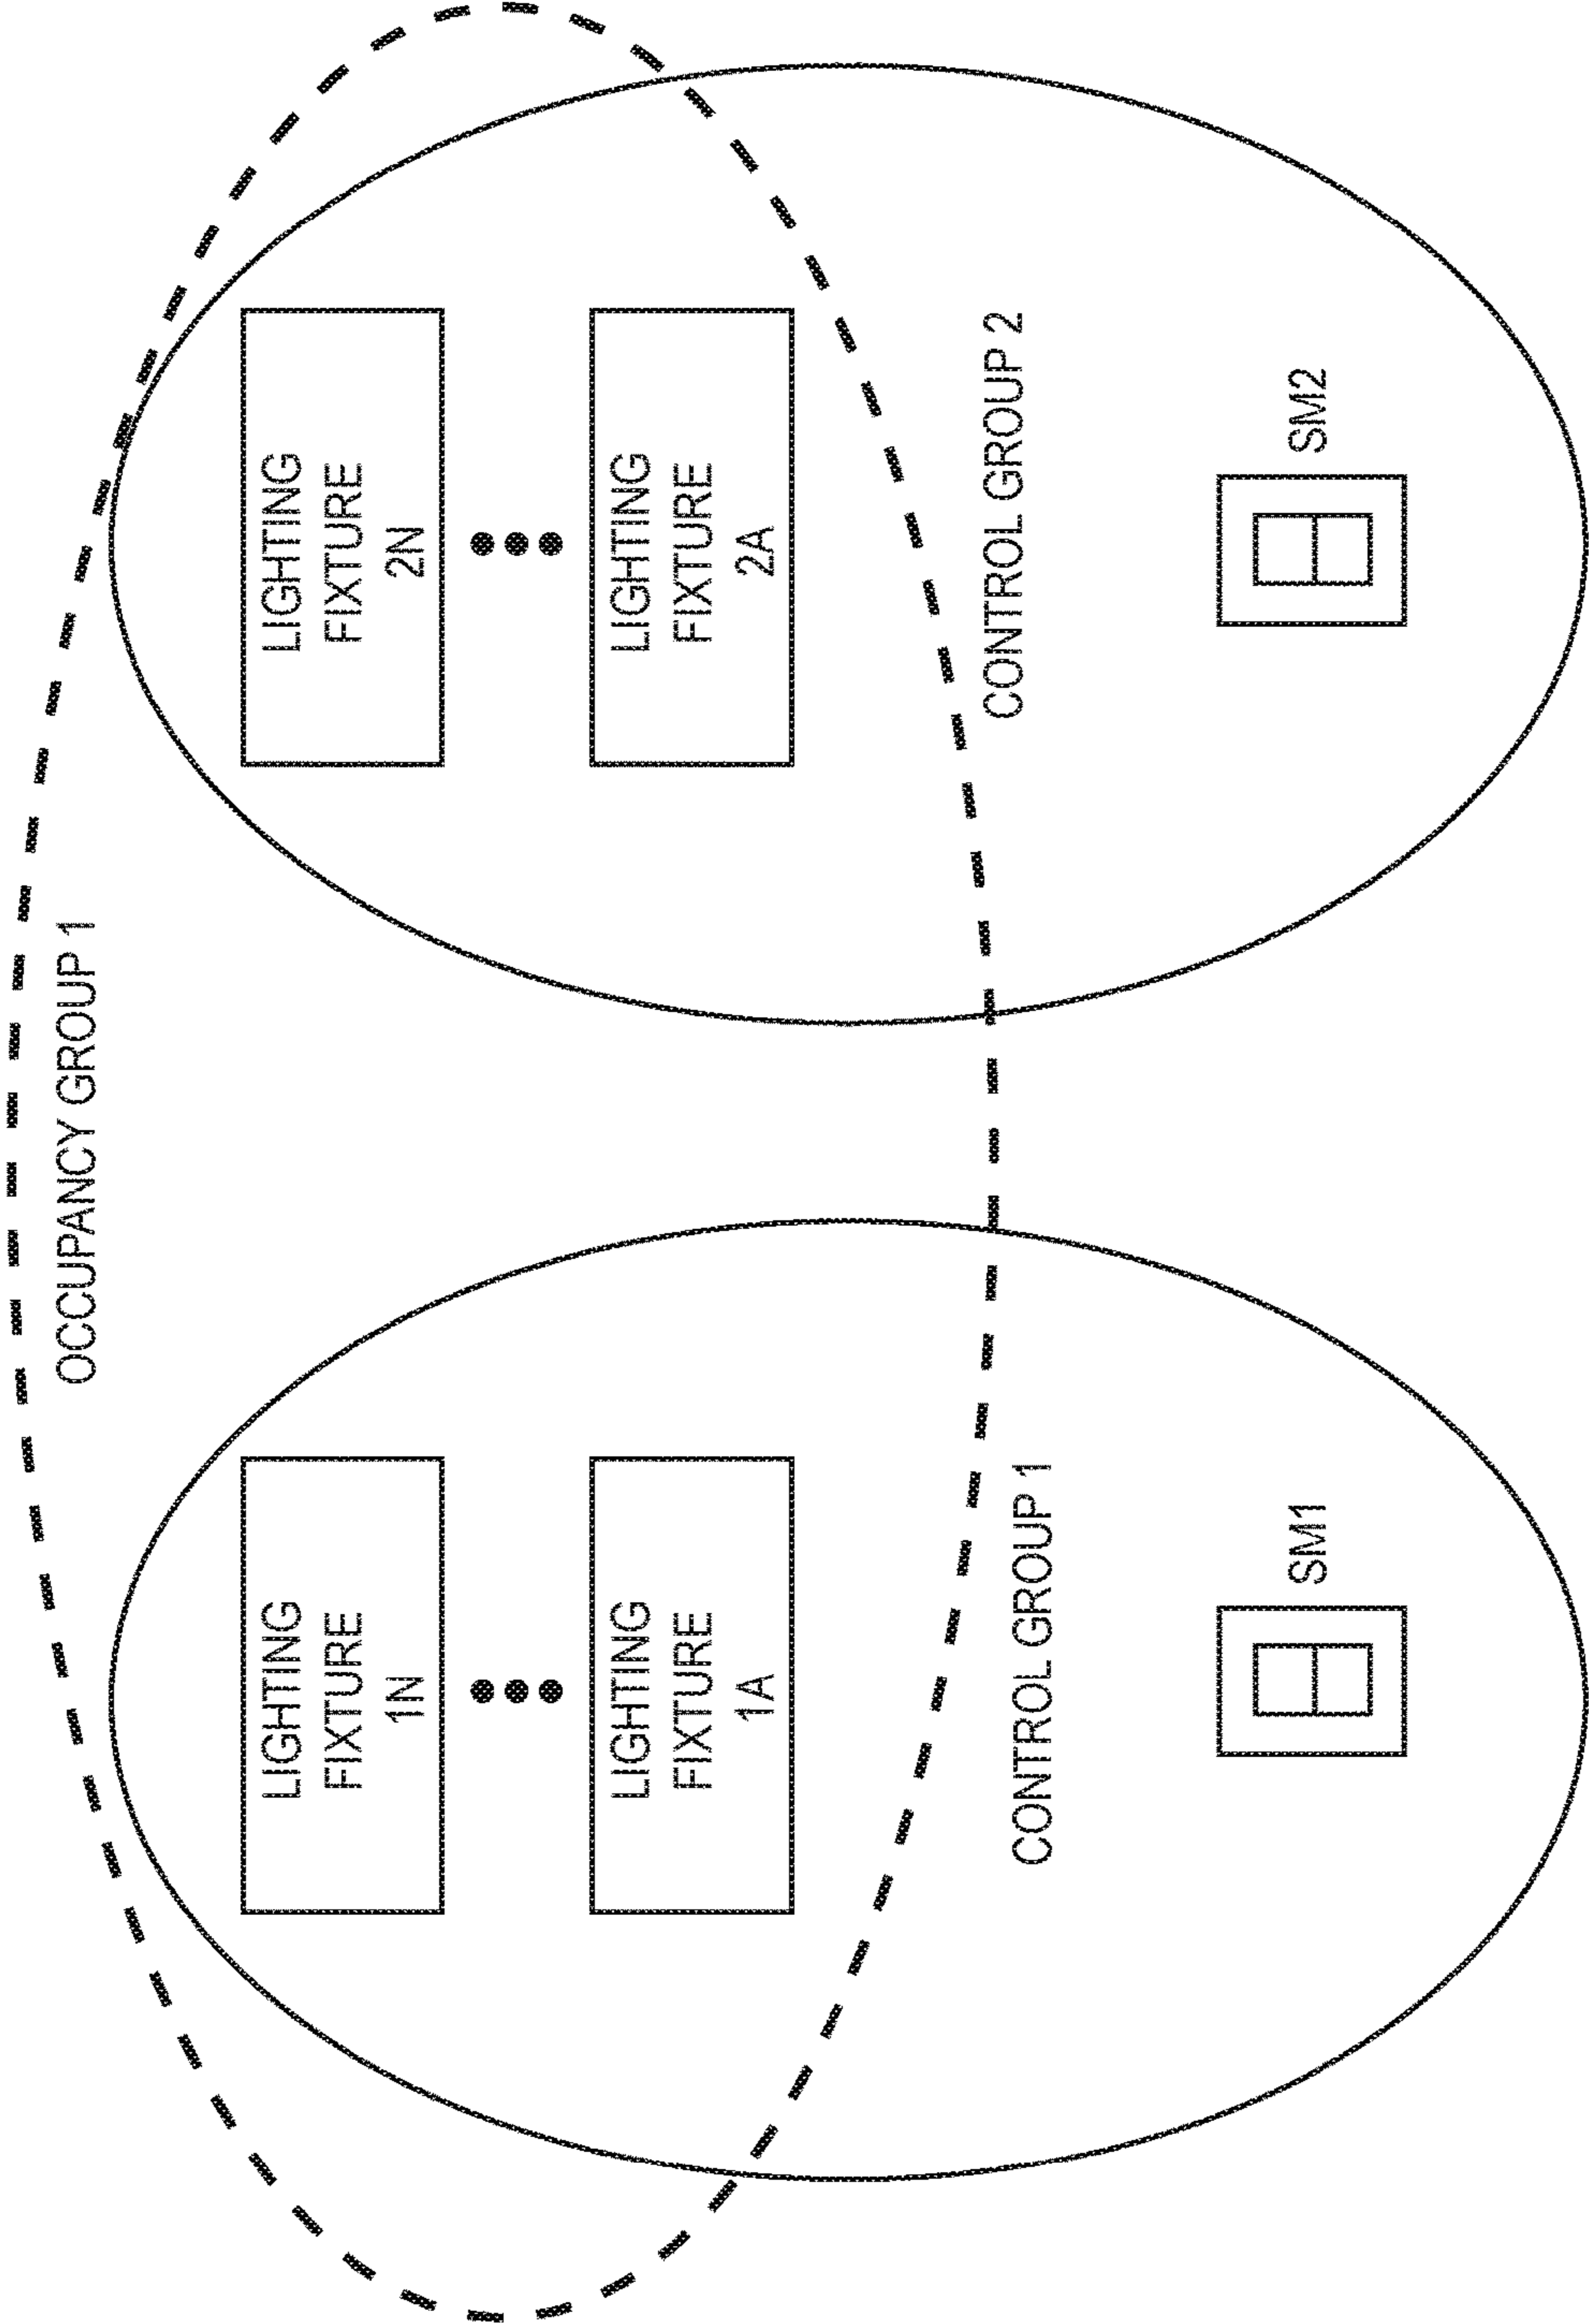 OCCUPANCY GROUP 1
LIGHTING
FIXTURE
1N
LIGHTING
FIXTURE
1A
CONTROL GROUP 1
SM1
LIGHTING
FIXTURE
2N
LIGHTING
FIXTURE
2A
CONTROL GROUP 2
SM2